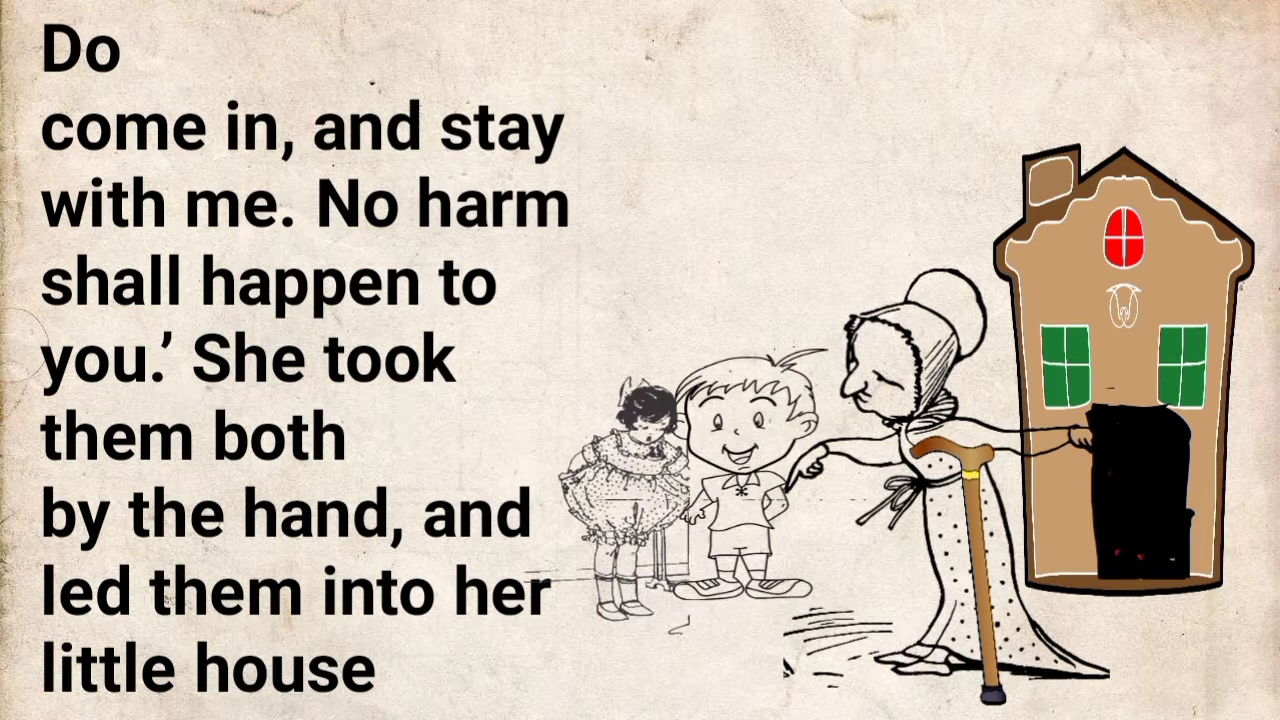 Do
come in, and stay
with me. No harm
shall happen to
you.’ She took
them both
by the hand, and
led them into her
little house